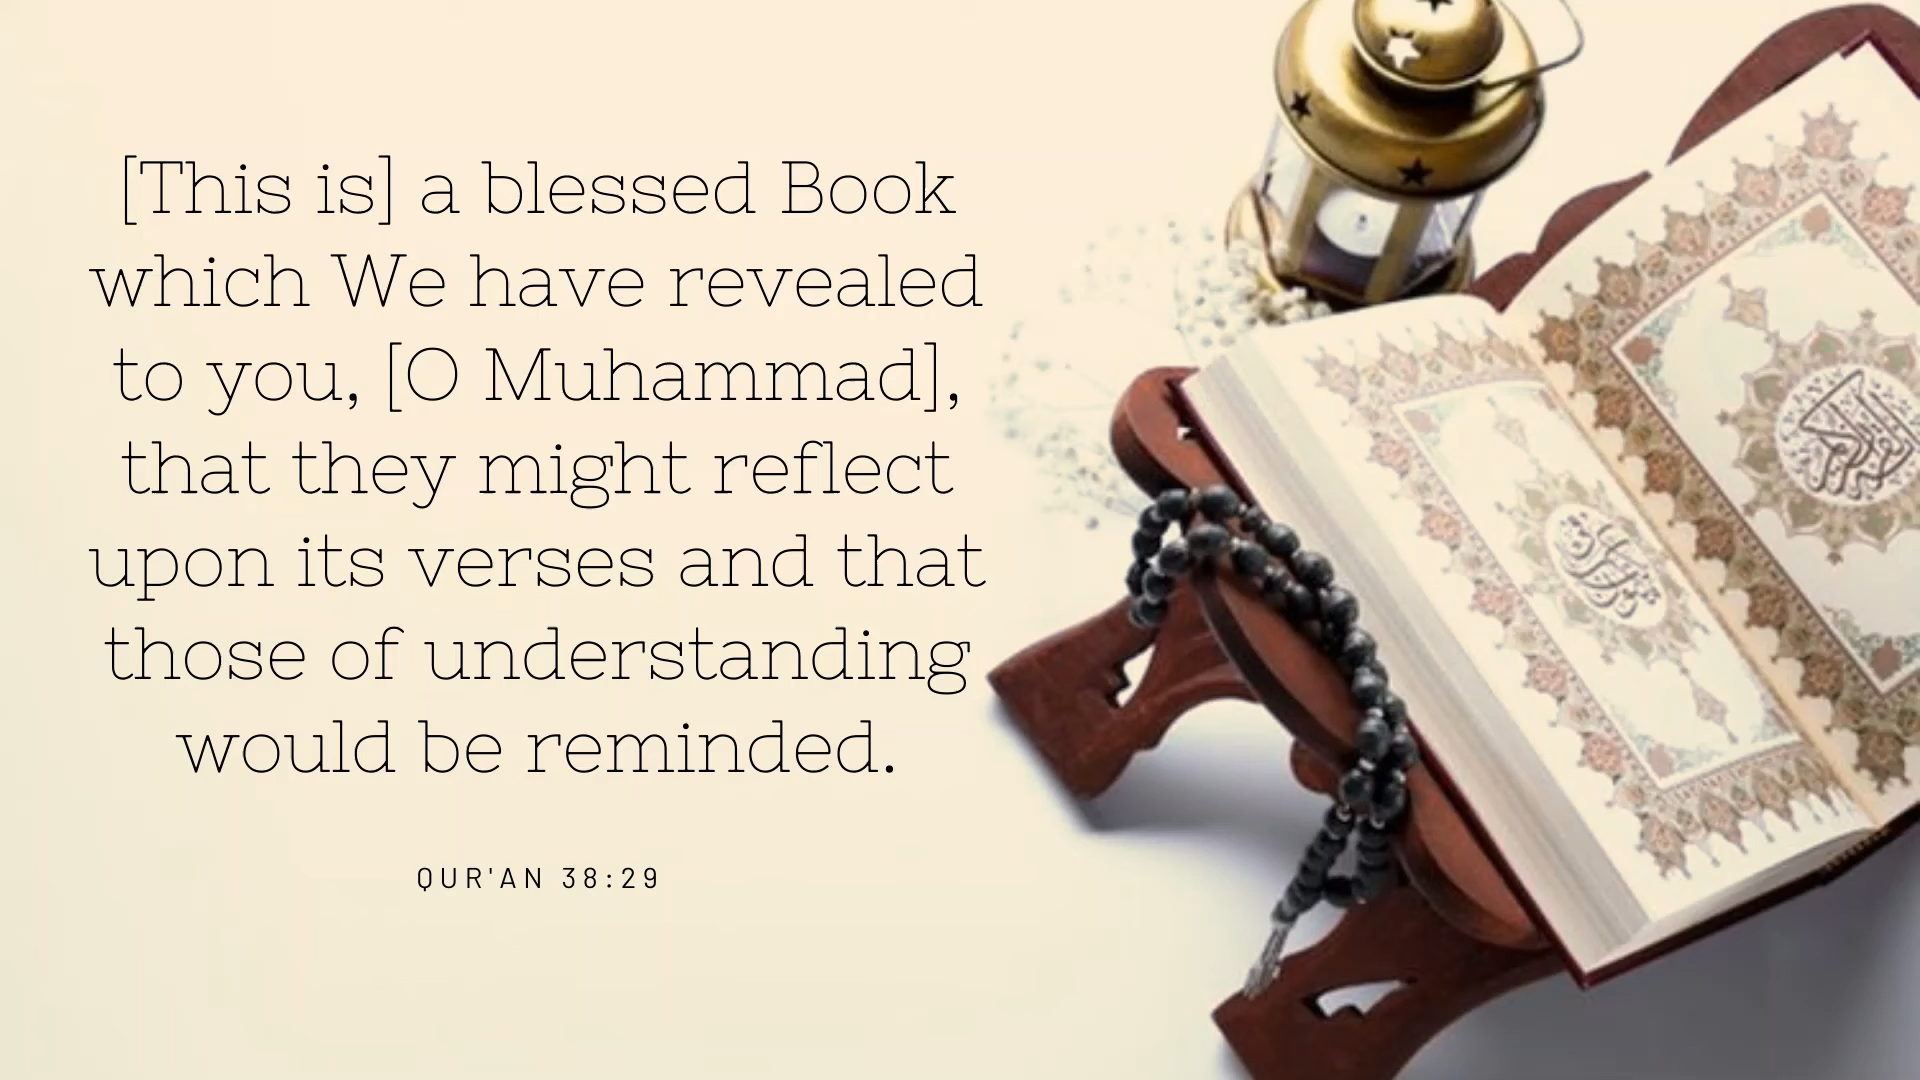 [This is] a blessed Book
which We have revealed
to you, [O Muhammad],
that they might reflect
upon its verses and that
those of understanding
would be reminded.
QUR'AN 38:29